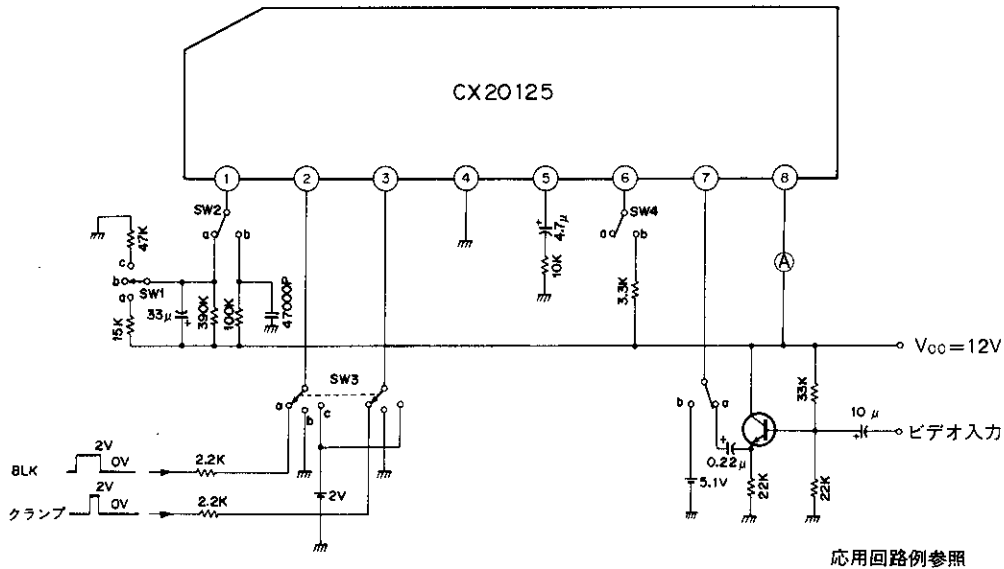 CX20125
1 2 3 4 5 6 7 8
SW2
a b
47K
c
b
SW1
a
15K
33μ
+
390K
100K
47000P
4.7μ
+
10K
SW4
a b
3.3K
A
Vcc=12V
SW3
a
b
c
b
a
33K
10μ
+
ビデオ入力
+
0.22μ
22K
22K
5.1V
2V
BLK
2V
0V
2.2K
クランプ
2V
0V
2.2K
応用回路例参照